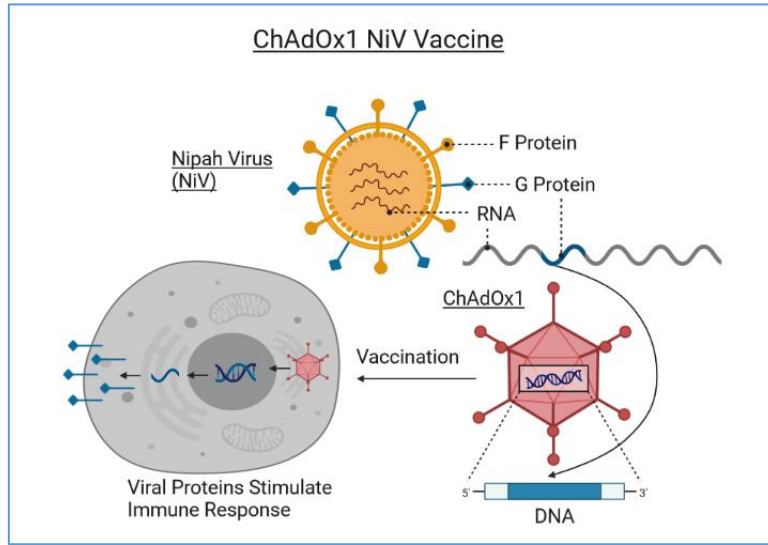 ChAdOx1 NiV Vaccine
Nipah Virus
(NiV)
F Protein
G Protein
RNA
ChAdOx1
Vaccination
Viral Proteins Stimulate
Immune Response
5'
3'
DNA